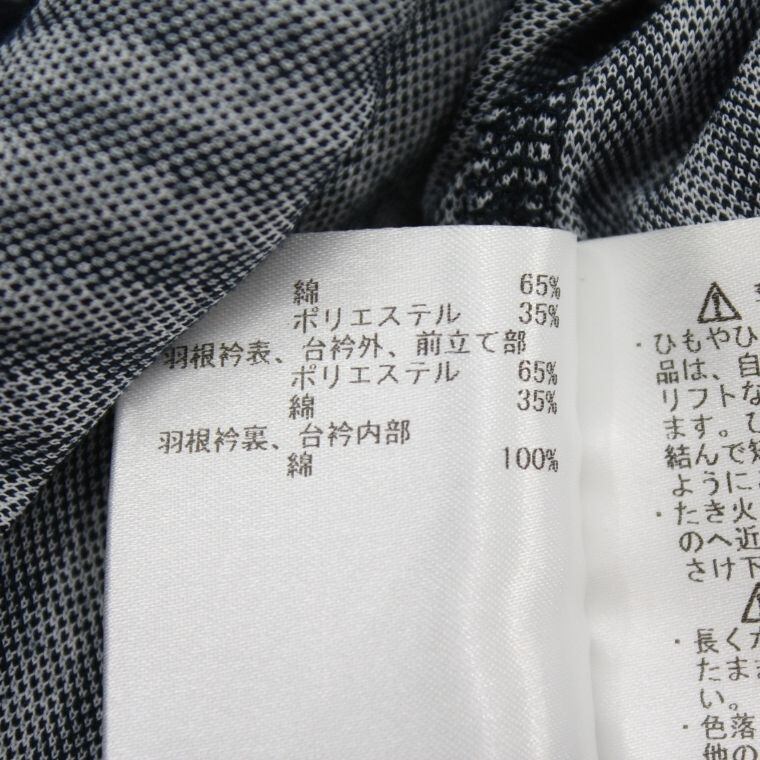 綿 65%
ポリエステル 35%
羽根衿表、台衿外、前立て部
ポリエステル 65%
綿 35%
羽根衿裏、台衿内部
綿 100%
・ひもやひ
品は、自
リフトな
ます。ひ
結んで短
ように
・たき火
のへ近
さけ下
・長く
たまま
い。
・色落
他の